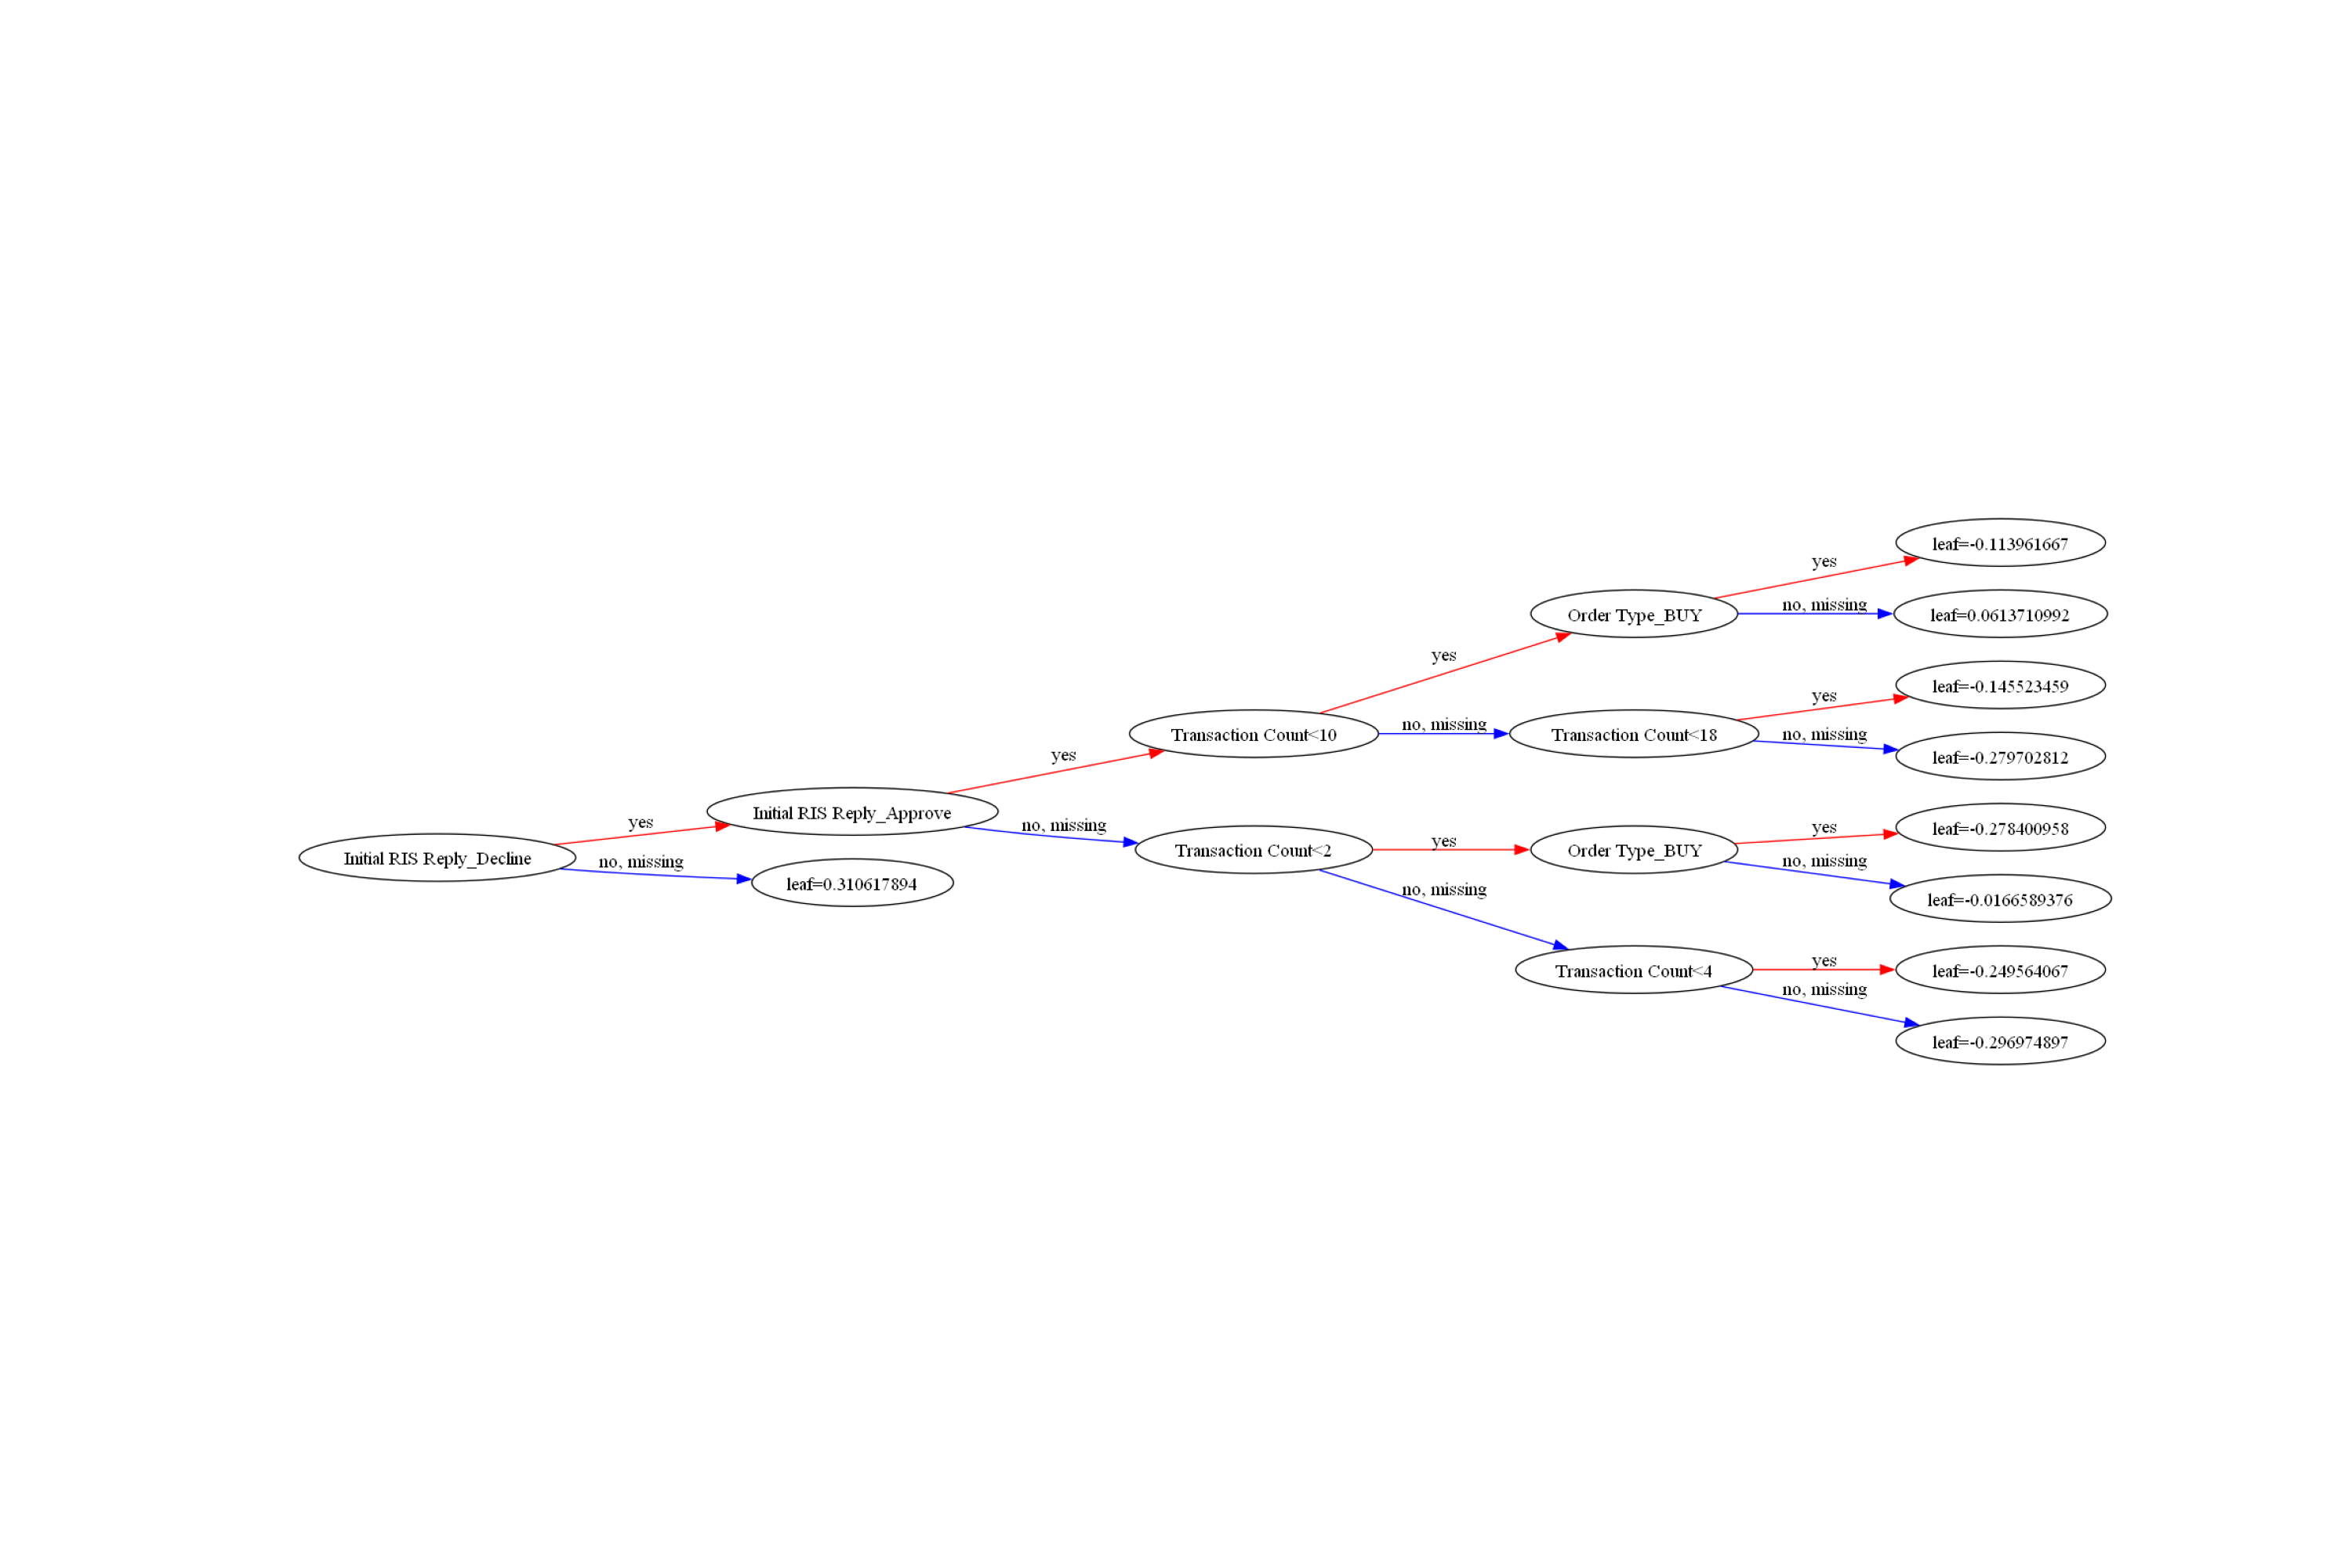 Initial RIS Reply_Decline
yes
no, missing
Initial RIS Reply_Approve
leaf=0.310617894
yes
no, missing
Transaction Count<10
Transaction Count<2
yes
no, missing
yes
no, missing
Order Type_BUY
Transaction Count<18
Order Type_BUY
Transaction Count<4
yes
no, missing
yes
no, missing
yes
no, missing
yes
no, missing
leaf=-0.113961667
leaf=0.0613710992
leaf=-0.145523459
leaf=-0.279702812
leaf=-0.278400958
leaf=-0.0166589376
leaf=-0.249564067
leaf=-0.296974897